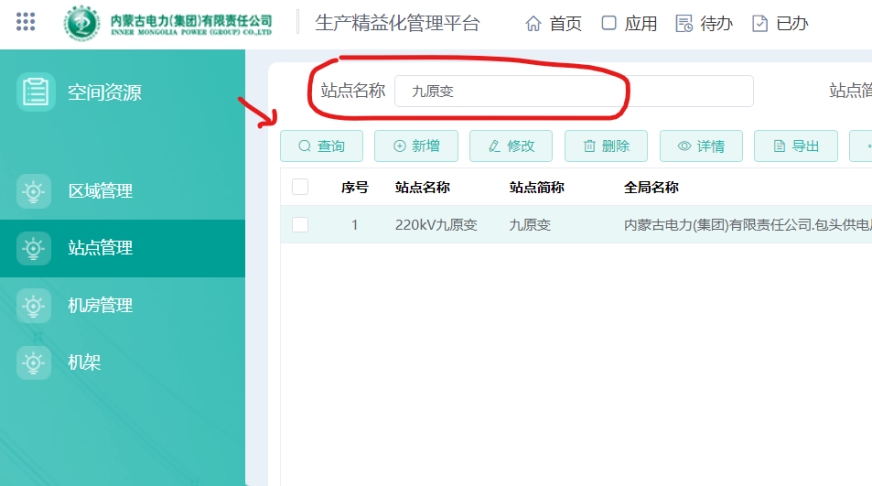 内蒙古电力(集团)有限责任公司
INNER MONGOLIA POWER (GROUP) CO.,LTD
生产精益化管理平台
首页 应用 待办 已办
空间资源
站点名称 九原变 站点简
查询 新增 修改 删除 详情 导出
区域管理
序号 站点名称 站点简称 全局名称
1 220kV九原变 九原变 内蒙古电力(集团)有限责任公司.包头供电
站点管理
机房管理
机架